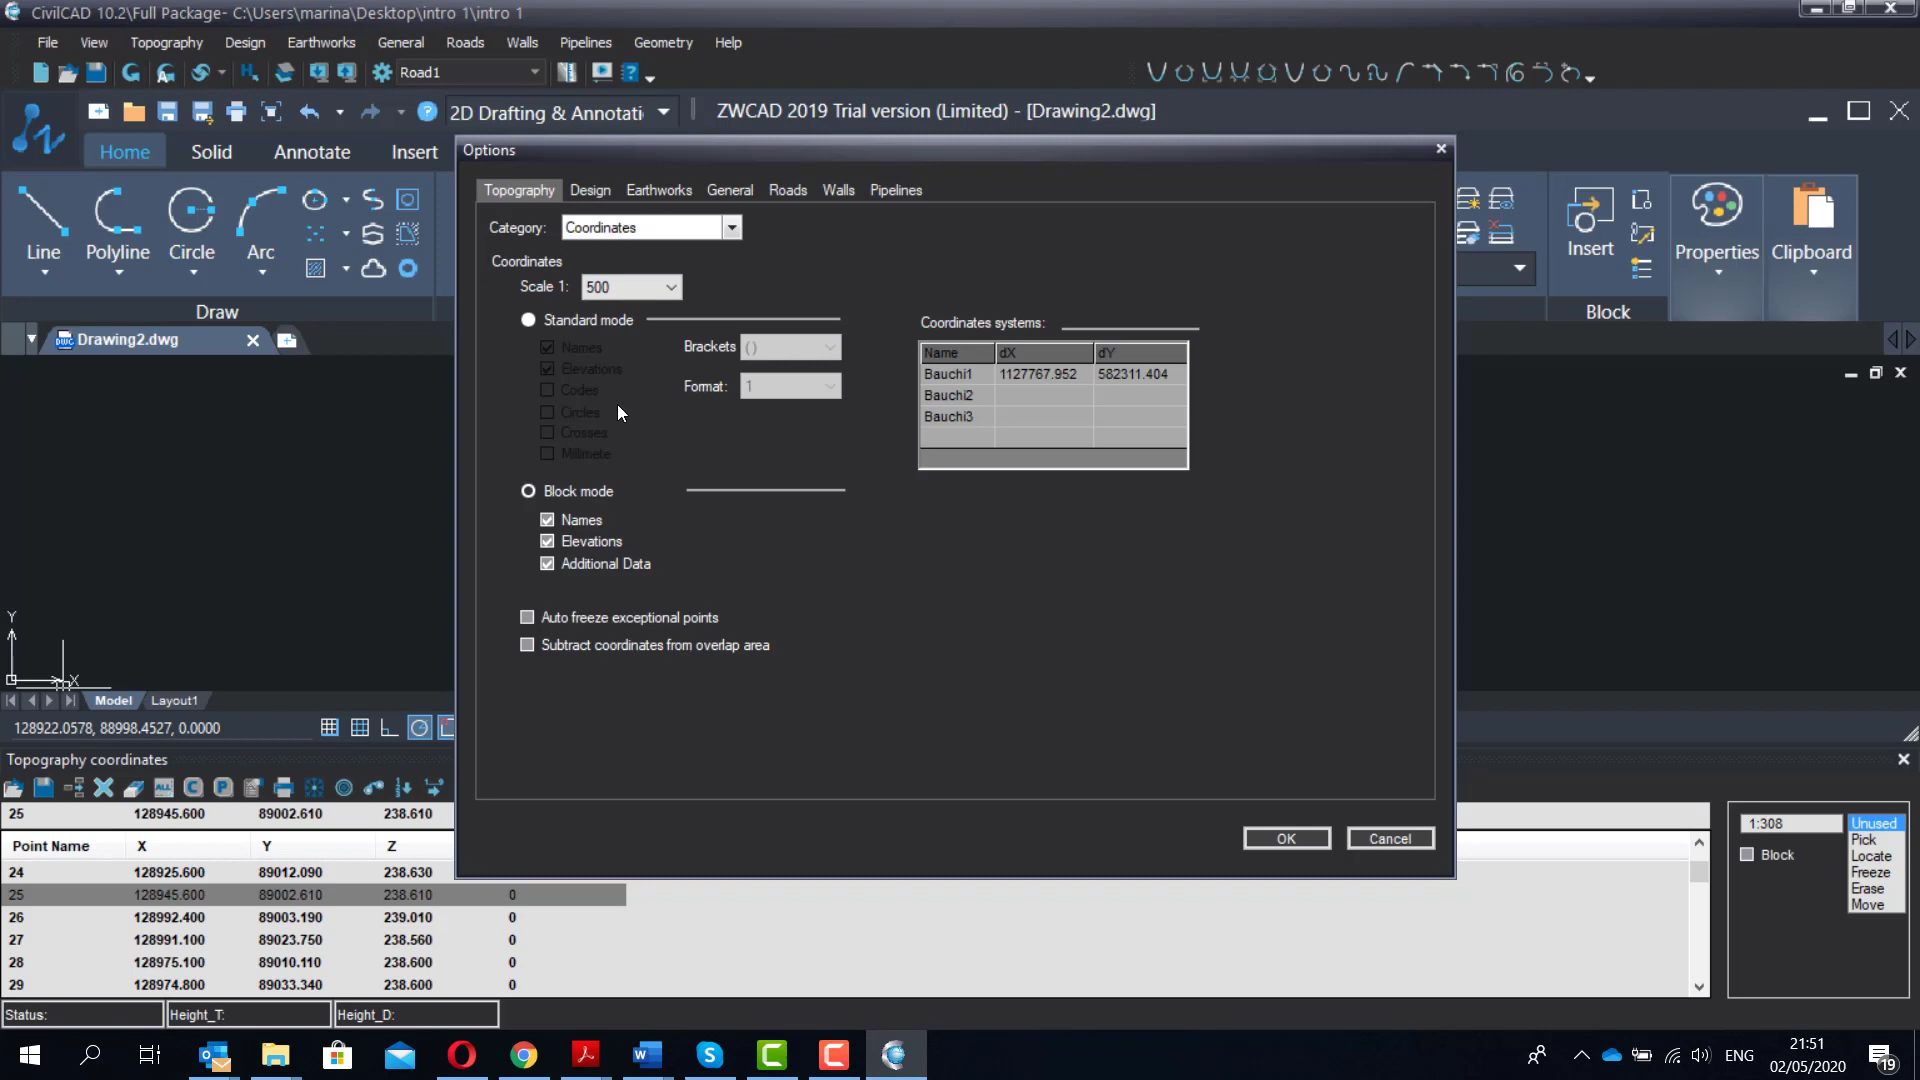 CivilCAD 10.2\Full Package- C:\Users\marina\Desktop\intro 1\intro 1
File View Topography Design Earthworks General Roads Walls Pipelines Geometry Help
Road1
2D Drafting & Annotati ZWCAD 2019 Trial version (Limited) - [Drawing2.dwg]
Home Solid Annotate Insert
Line Polyline Circle Arc
Draw
Insert Properties Clipboard
Block
Drawing2.dwg
Options
Topography Design Earthworks General Roads Walls Pipelines
Category: Coordinates
Coordinates
Scale 1: 500
Standard mode
Names
Elevations
Codes
Circles
Crosses
Millimete
Brackets ( )
Format: 1
Block mode
Names
Elevations
Additional Data
Auto freeze exceptional points
Subtract coordinates from overlap area
Coordinates systems:
Name dX dY
Bauchi1 1127767.952 582311.404
Bauchi2
Bauchi3
OK Cancel
Y
X
Model Layout1
128922.0578, 88998.4527, 0.0000
Topography coordinates
25 128945.600 89002.610 238.610
Point Name X Y Z
24 128925.600 89012.090 238.630
25 128945.600 89002.610 238.610 0
26 128992.400 89003.190 239.010 0
27 128991.100 89023.750 238.560 0
28 128975.100 89010.110 238.600 0
29 128974.800 89033.340 238.600 0
1:308
Block
Unused
Pick
Locate
Freeze
Erase
Move
Status: Height_T: Height_D:
ENG
21:51
02/05/2020
19